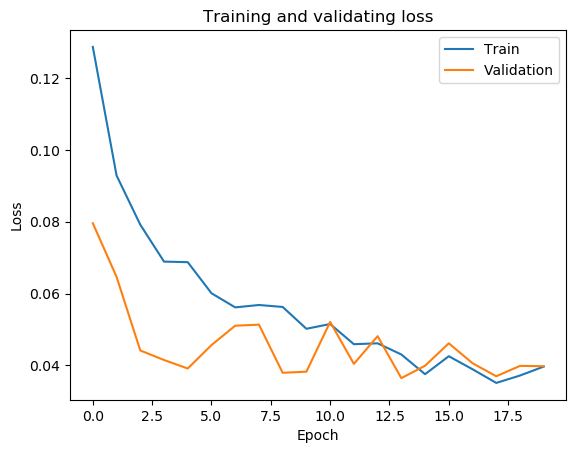 Training and validating loss
Train
Validation
0.12
0.10
0.08
0.06
0.04
Loss
0.0 2.5 5.0 7.5 10.0 12.5 15.0 17.5
Epoch